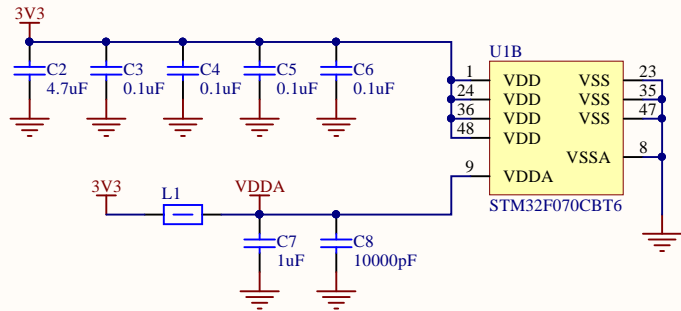 3V3
C2
4.7uF
C3
0.1uF
C4
0.1uF
C5
0.1uF
C6
0.1uF
U1B
1 VDD VSS 23
24 VDD VSS 35
36 VDD VSS 47
48 VDD
VSSA 8
9 VDDA
STM32F070CBT6
3V3
L1
VDDA
C7
1uF
C8
10000pF